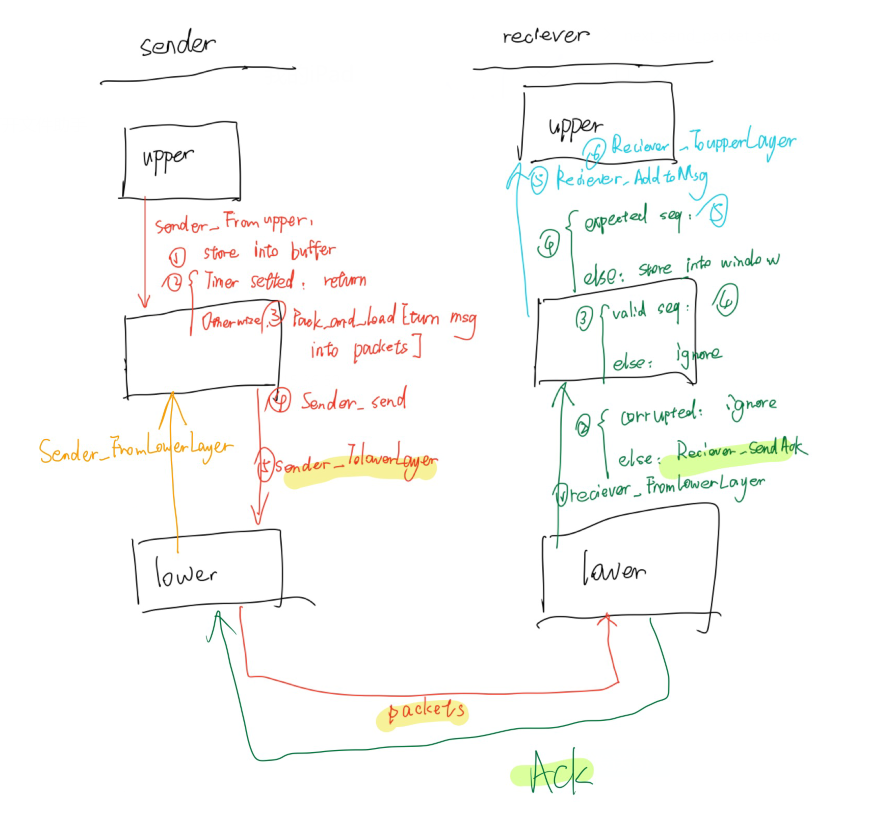 sender
reciever
upper
sender_From upper.
① store into buffer
② { Timer setted: return
Otherwise: ③ Pack_and_load [turn msg
into packets]
④ Sender_send
⑤ sender_ToLowerLayer
Sender_FromLowerLayer
lower
upper
⑥ Reciever_ToupperLayer
⑤ Reciever_AddtoMsg
④ { expected seq: ⑤
else: store into window
③ { valid seq: ④
else: ignore
② { corrupted: ignore
else: Reciever_sendAck
① reciever_FromlowerLayer
lower
packets
Ack